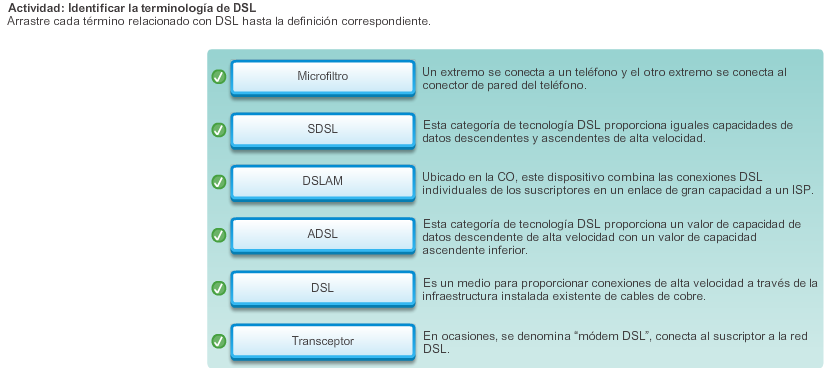 Actividad: Identificar la terminología de DSL
Arrastre cada término relacionado con DSL hasta la definición correspondiente.
Microfiltro
Un extremo se conecta a un teléfono y el otro extremo se conecta al
conector de pared del teléfono.
SDSL
Esta categoría de tecnología DSL proporciona iguales capacidades de
datos descendentes y ascendentes de alta velocidad.
DSLAM
Ubicado en la CO, este dispositivo combina las conexiones DSL
individuales de los suscriptores en un enlace de gran capacidad a un ISP.
ADSL
Esta categoría de tecnología DSL proporciona un valor de capacidad de
datos descendente de alta velocidad con un valor de capacidad
ascendente inferior.
DSL
Es un medio para proporcionar conexiones de alta velocidad a través de la
infraestructura instalada existente de cables de cobre.
Transceptor
En ocasiones, se denomina “módem DSL”, conecta al suscriptor a la red
DSL.